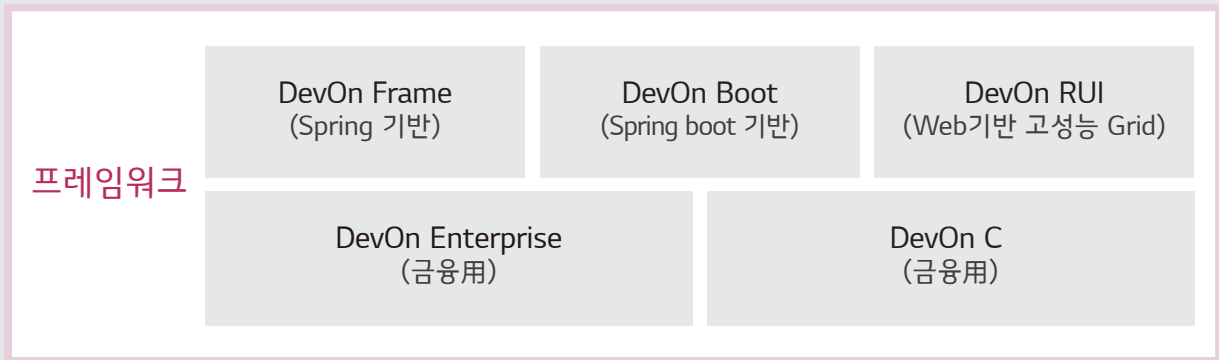 프레임워크
DevOn Frame
(Spring 기반)
DevOn Boot
(Spring boot 기반)
DevOn RUI
(Web기반 고성능 Grid)
DevOn Enterprise
(금융用)
DevOn C
(금융用)